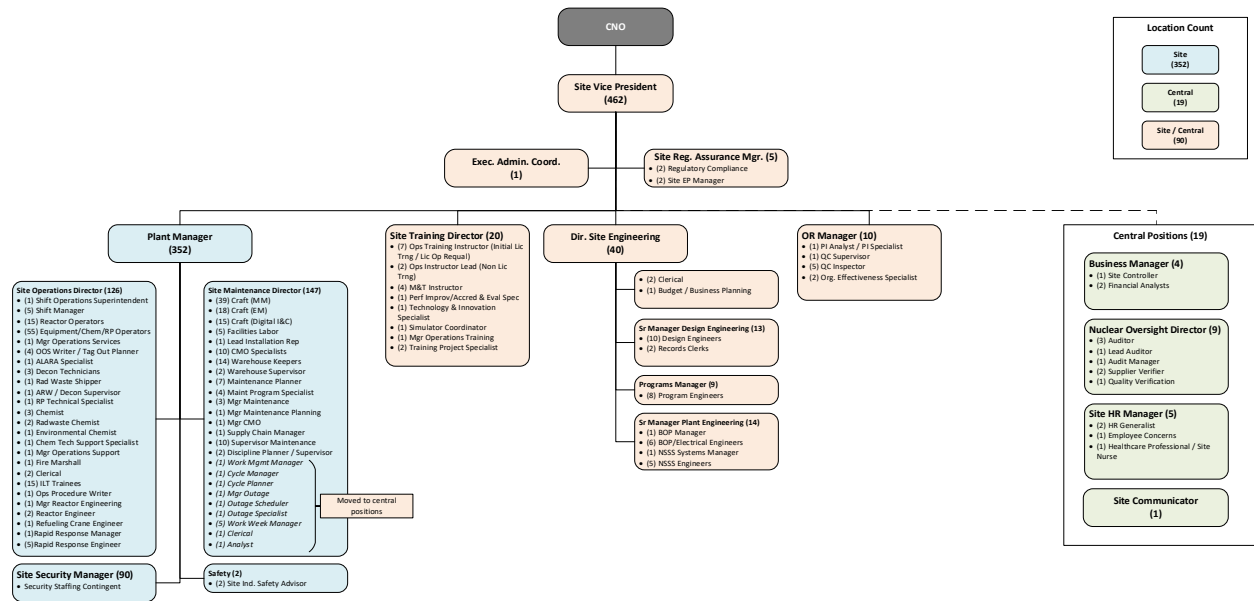 CNO
Location Count
Site
(352)
Central
(19)
Site / Central
(90)
Site Vice President
(462)
Exec. Admin. Coord.
(1)
Site Reg. Assurance Mgr. (5)
• (2) Regulatory Compliance
• (2) Site EP Manager
Plant Manager
(352)
Site Operations Director (126)
• (1) Shift Operations Superintendent
• (5) Shift Manager
• (15) Reactor Operators
• (55) Equipment/Chem/RP Operators
• (1) Mgr Operations Services
• (4) OOS Writer / Tag Out Planner
• (1) ALARA Specialist
• (3) Decon Technicians
• (1) Rad Waste Shipper
• (1) ARW / Decon Supervisor
• (1) RP Technical Specialist
• (3) Chemist
• (2) Radwaste Chemist
• (1) Environmental Chemist
• (1) Chem Tech Support Specialist
• (1) Mgr Operations Support
• (1) Fire Marshall
• (2) Clerical
• (15) ILT Trainees
• (1) Ops Procedure Writer
• (1) Mgr Reactor Engineering
• (2) Reactor Engineer
• (1) Refueling Crane Engineer
• (1)Rapid Response Manager
• (5)Rapid Response Engineer
Site Maintenance Director (147)
• (39) Craft (MM)
• (18) Craft (EM)
• (15) Craft (Digital I&C)
• (5) Facilities Labor
• (1) Lead Installation Rep
• (10) CMO Specialists
• (14) Warehouse Keepers
• (2) Warehouse Supervisor
• (7) Maintenance Planner
• (4) Maint Program Specialist
• (3) Mgr Maintenance
• (1) Mgr Maintenance Planning
• (1) Mgr CMO
• (1) Supply Chain Manager
• (10) Supervisor Maintenance
• (2) Discipline Planner / Supervisor
• (1) Work Mgmt Manager
• (1) Cycle Manager
• (1) Cycle Planner
• (1) Mgr Outage
• (1) Outage Scheduler
• (1) Outage Specialist
• (5) Work Week Manager
• (1) Clerical
• (1) Analyst
Moved to central
positions
Site Security Manager (90)
• Security Staffing Contingent
Safety (2)
• (2) Site Ind. Safety Advisor
Site Training Director (20)
• (7) Ops Training Instructor (Initial Lic
Trng / Lic Op Requal)
• (2) Ops Instructor Lead (Non Lic
Trng)
• (4) M&T Instructor
• (1) Perf Improv/Accred & Eval Spec
• (1) Technology & Innovation
Specialist
• (1) Simulator Coordinator
• (1) Mgr Operations Training
• (2) Training Project Specialist
Dir. Site Engineering
(40)
• (2) Clerical
• (1) Budget / Business Planning
Sr Manager Design Engineering (13)
• (10) Design Engineers
• (2) Records Clerks
Programs Manager (9)
• (8) Program Engineers
Sr Manager Plant Engineering (14)
• (1) BOP Manager
• (6) BOP/Electrical Engineers
• (1) NSSS Systems Manager
• (5) NSSS Engineers
OR Manager (10)
• (1) PI Analyst / PI Specialist
• (1) QC Supervisor
• (5) QC Inspector
• (2) Org. Effectiveness Specialist
Central Positions (19)
Business Manager (4)
• (1) Site Controller
• (2) Financial Analysts
Nuclear Oversight Director (9)
• (3) Auditor
• (1) Lead Auditor
• (1) Audit Manager
• (2) Supplier Verifier
• (1) Quality Verification
Site HR Manager (5)
• (2) HR Generalist
• (1) Employee Concerns
• (1) Healthcare Professional / Site
Nurse
Site Communicator
(1)